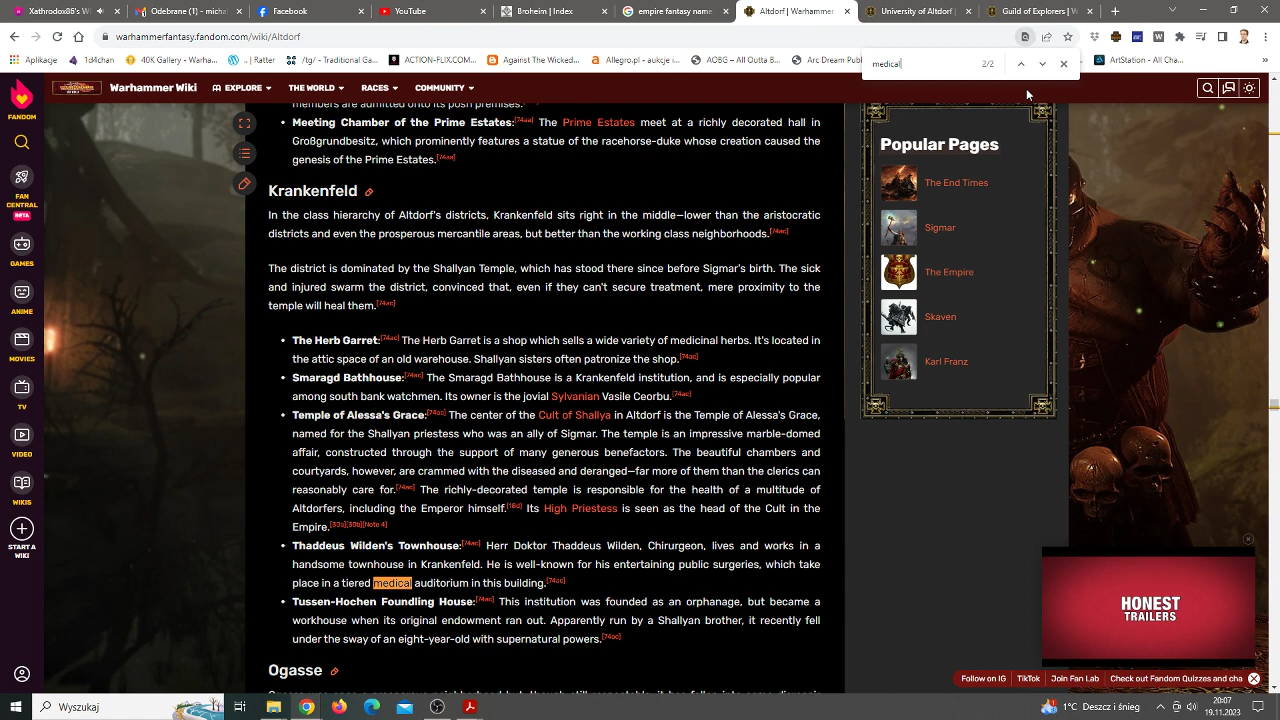 Xatrobos2137
Odebrane (1) - michal
Facebook
YouTube
Broheim | Index
empire fantasy warhammer
Altdorf | Warhammer
University of Altdorf
Guild of Explorers | W
warhammerfantasy.fandom.com/wiki/Altdorf
Aplikacje
1d4chan
40K Gallery - Warha...
..:] Ratter
/tg/ - Traditional Ga...
ACTION-FLIX.COM...
Against The Wicked...
Allegro.pl - aukcje i...
AOBG – All Outa B...
Arc Dream Publ
ArtStation - All Cha...
»
medical
2/2
FANDOM
Warhammer Wiki
EXPLORE
THE WORLD
RACES
COMMUNITY
FAN CENTRAL
BETA
GAMES
ANIME
MOVIES
TV
VIDEO
WIKIS
START A WIKI
members are admitted onto its posh premises.
• Meeting Chamber of the Prime Estates:[74aa] The Prime Estates meet at a richly decorated hall in
Großgrundbesitz, which prominently features a statue of the racehorse-duke whose creation caused the
genesis of the Prime Estates.[74aa]
Krankenfeld
In the class hierarchy of Altdorf's districts, Krankenfeld sits right in the middle—lower than the aristocratic
districts and even the prosperous mercantile areas, but better than the working class neighborhoods.[74ac]
The district is dominated by the Shallyan Temple, which has stood there since before Sigmar's birth. The sick
and injured swarm the district, convinced that, even if they can't secure treatment, mere proximity to the
temple will heal them.[74ac]
• The Herb Garret:[74ac] The Herb Garret is a shop which sells a wide variety of medicinal herbs. It's located in
the attic space of an old warehouse. Shallyan sisters often patronize the shop.[74ac]
• Smaragd Bathhouse:[74ac] The Smaragd Bathhouse is a Krankenfeld institution, and is especially popular
among south bank watchmen. Its owner is the jovial Sylvanian Vasile Ceorbu.[74ac]
• Temple of Alessa's Grace:[74ac] The center of the Cult of Shallya in Altdorf is the Temple of Alessa's Grace,
named for the Shallyan priestess who was an ally of Sigmar. The temple is an impressive marble-domed
affair, constructed through the support of many generous benefactors. The beautiful chambers and
courtyards, however, are crammed with the diseased and deranged—far more of them than the clerics can
reasonably care for.[74ac] The richly-decorated temple is responsible for the health of a multitude of
Altdorfers, including the Emperor himself.[18d] Its High Priestess is seen as the head of the Cult in the
Empire.[30a][30b][Note 4]
• Thaddeus Wilden's Townhouse:[74ac] Herr Doktor Thaddeus Wilden, Chirurgeon, lives and works in a
handsome townhouse in Krankenfeld. He is well-known for his entertaining public surgeries, which take
place in a tiered medical auditorium in this building.[74ac]
• Tussen-Hochen Foundling House:[74ac] This institution was founded as an orphanage, but became a
workhouse when its original endowment ran out. Apparently run by a Shallyan brother, it recently fell
under the sway of an eight-year-old with supernatural powers.[74ac]
Ogasse
Popular Pages
The End Times
Sigmar
The Empire
Skaven
Karl Franz
HONEST
TRAILERS
Follow on IG
TikTok
Join Fan Lab
Check out Fandom Quizzes and cha
Wyszukaj
1°C Deszcz i śnieg
20:07
19.11.2023